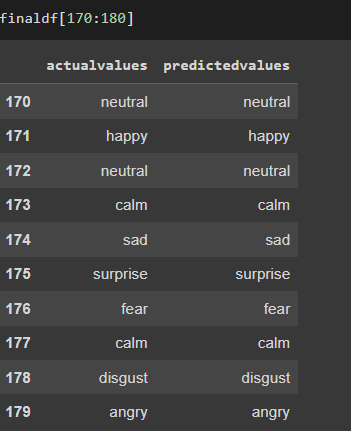 finaldf[170:180]
actualvalues predictedvalues
170 neutral neutral
171 happy happy
172 neutral neutral
173 calm calm
174 sad sad
175 surprise surprise
176 fear fear
177 calm calm
178 disgust disgust
179 angry angry